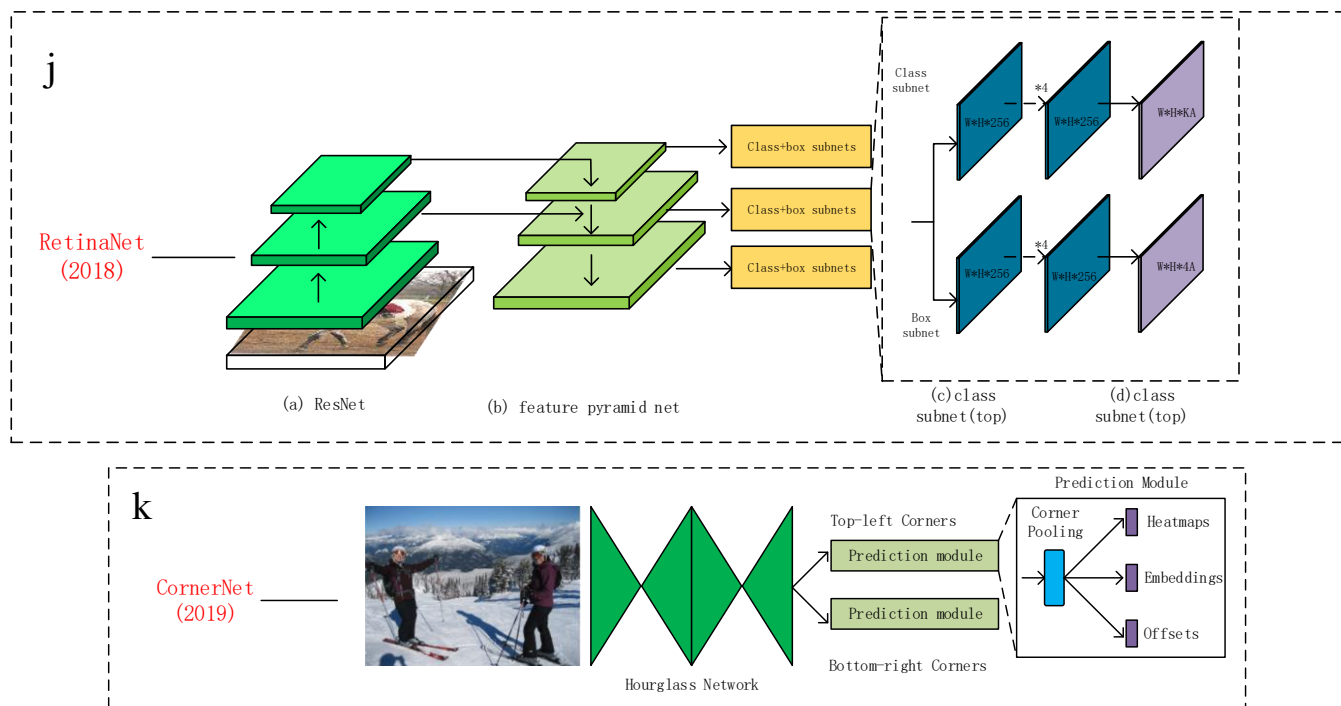 j
RetinaNet
(2018)
(a) ResNet
(b) feature pyramid net
Class+box subnets
Class+box subnets
Class+box subnets
Class
subnet
W*H*256
*4
W*H*256
W*H*KA
W*H*256
*4
W*H*256
W*H*4A
Box
subnet
(c)class
subnet(top)
(d)class
subnet(top)
k
CornerNet
(2019)
Hourglass Network
Top-left Corners
Prediction module
Prediction module
Bottom-right Corners
Prediction Module
Corner
Pooling
Heatmaps
Embeddings
Offsets